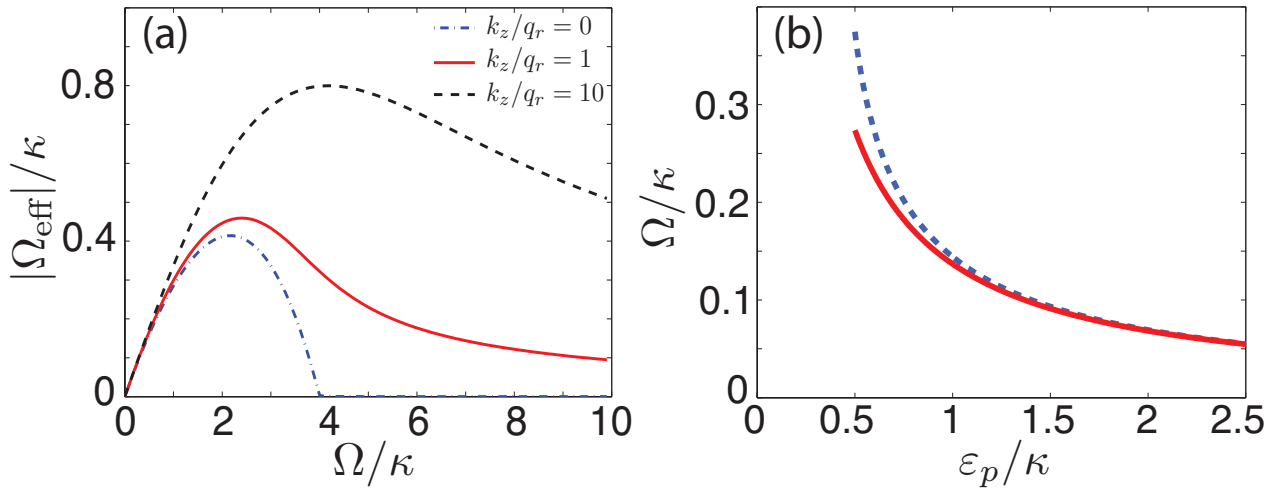 (a)
k_z/q_r = 0
k_z/q_r = 1
k_z/q_r = 10
|Ω_eff|/κ
0.8
0.4
0
0 2 4 6 8 10
Ω/κ
(b)
Ω/κ
0.3
0.2
0.1
0
0 0.5 1 1.5 2 2.5
ε_p/κ